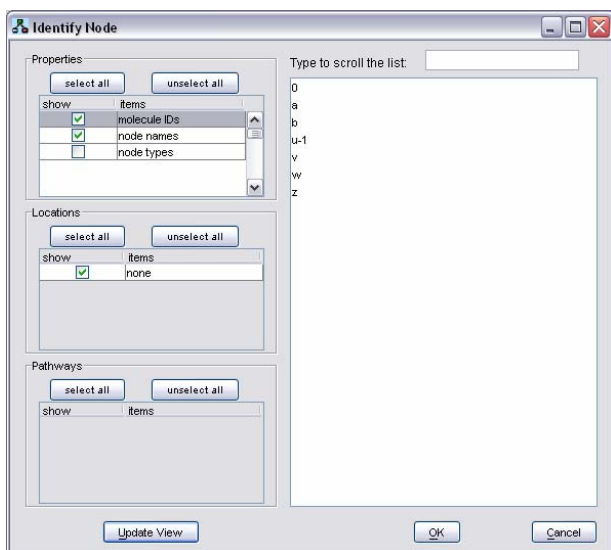 Identify Node
Properties
select all unselect all
show items
molecule IDs
node names
node types
Locations
select all unselect all
show items
none
Pathways
select all unselect all
show items
Update View
Type to scroll the list:
0
a
b
u-1
v
w
z
OK Cancel